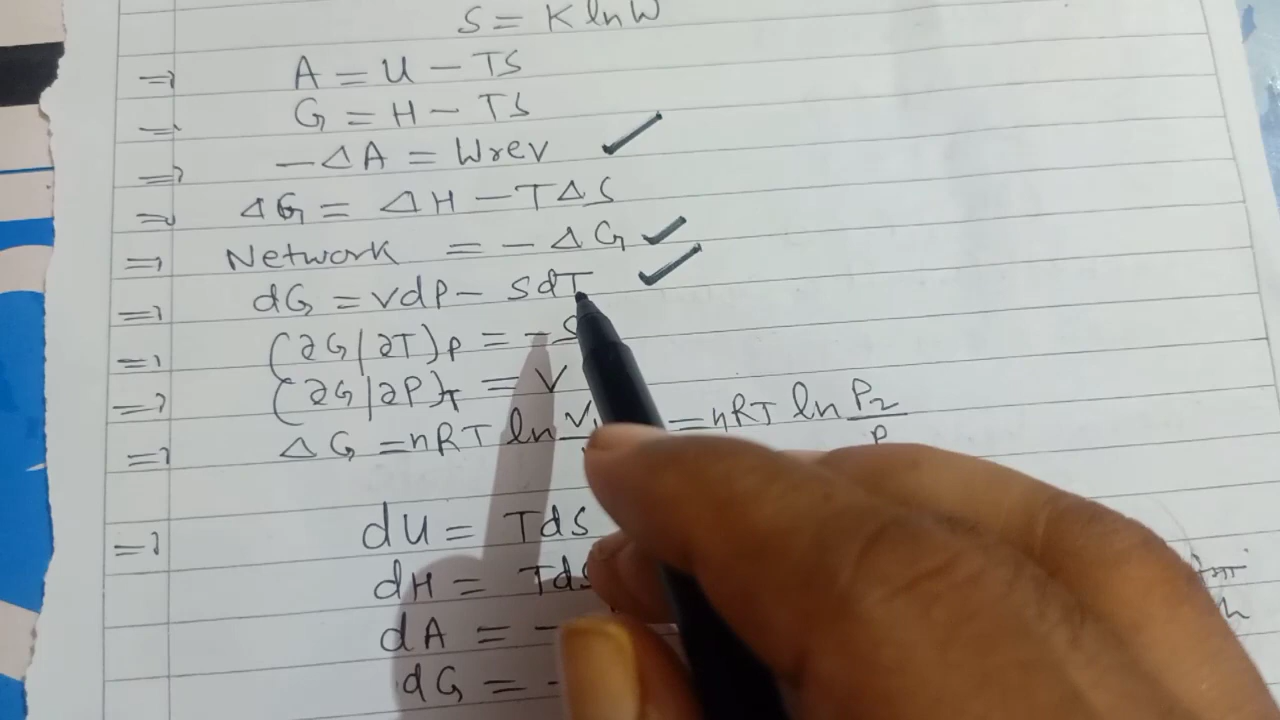 S = K ln W
=> A = U - TS
=> G = H - TS
=> -ΔA = Wrev ✓
=> ΔG = ΔH - TΔS
=> Network = -ΔG ✓
=> dG = vdp - sdT ✓
=> (∂G/∂T)p = -S
=> (∂G/∂P)T = V
=> ΔG = nRT ln V = nRT ln P2/P
=> dU = Tds
dH = Tds
dA = -
dG = -